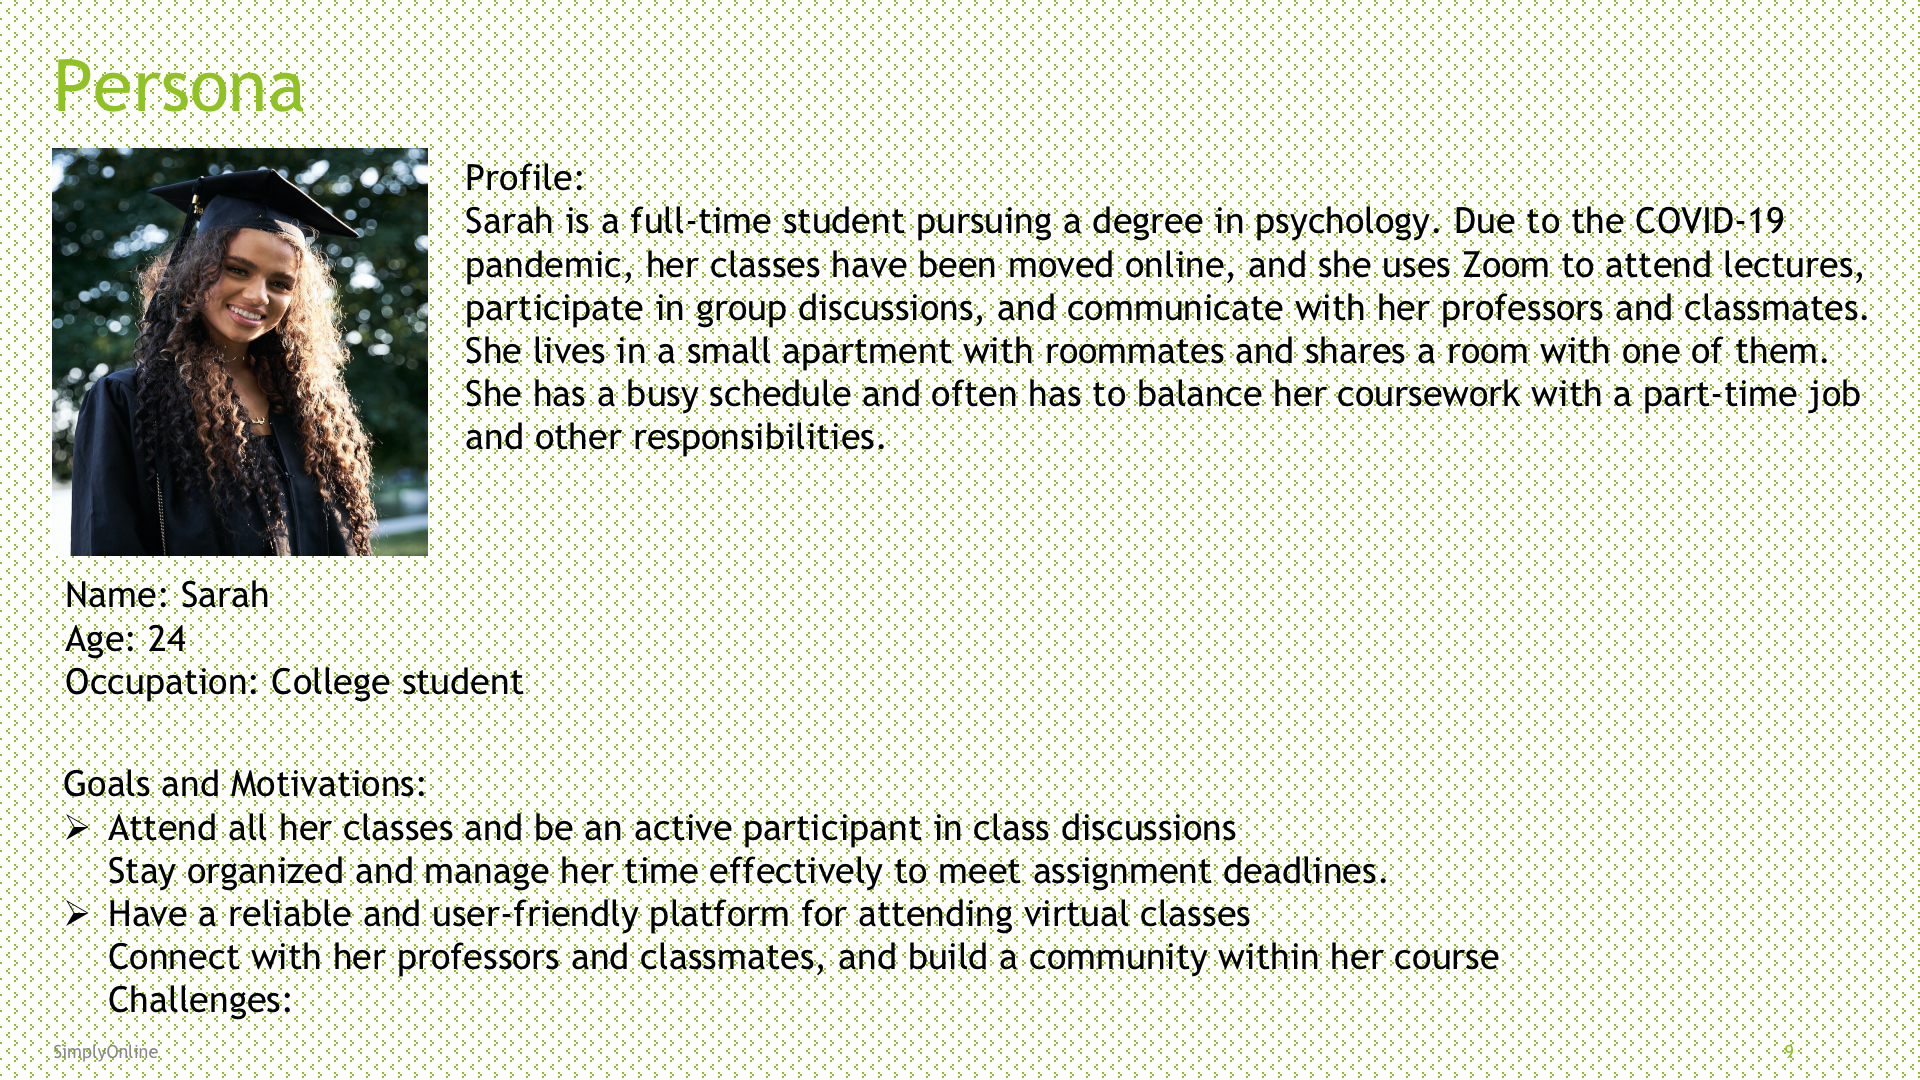 Persona
Profile:
Sarah is a full-time student pursuing a degree in psychology. Due to the COVID-19
pandemic, her classes have been moved online, and she uses Zoom to attend lectures,
participate in group discussions, and communicate with her professors and classmates.
She lives in a small apartment with roommates and shares a room with one of them.
She has a busy schedule and often has to balance her coursework with a part-time job
and other responsibilities.
Name: Sarah
Age: 24
Occupation: College student
Goals and Motivations:
➢ Attend all her classes and be an active participant in class discussions
Stay organized and manage her time effectively to meet assignment deadlines.
➢ Have a reliable and user-friendly platform for attending virtual classes
Connect with her professors and classmates, and build a community within her course
Challenges:
SimplyOnline
9